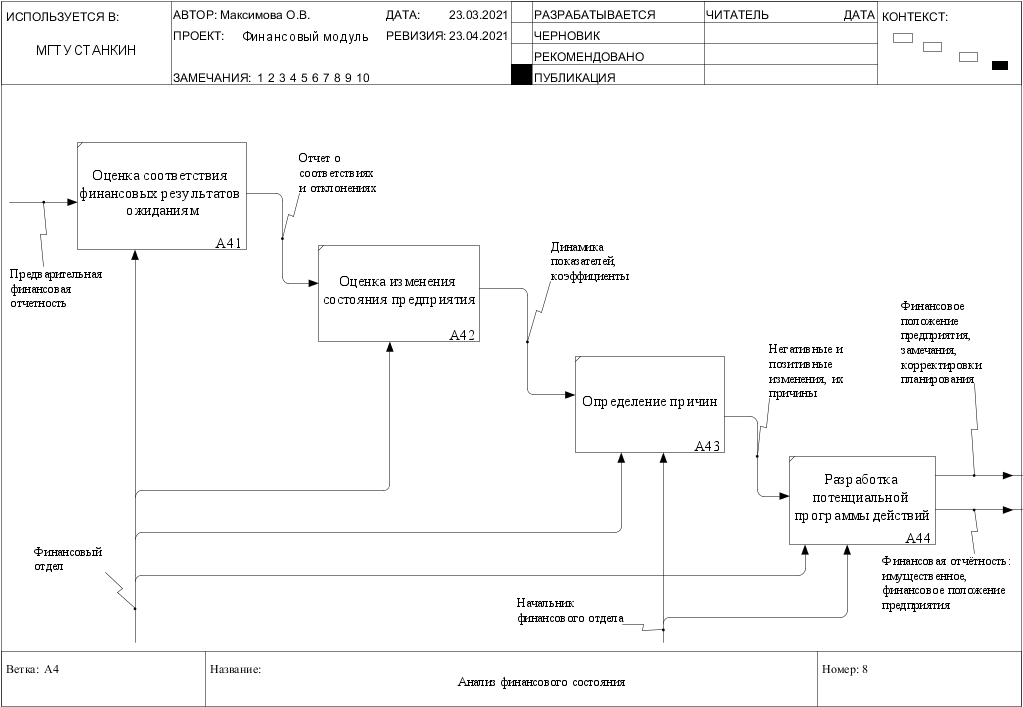 ИСПОЛЬЗУЕТСЯ В:
МГТУ СТАНКИН
АВТОР: Максимова О.В.
ДАТА: 23.03.2021
ПРОЕКТ: Финансовый модуль
РЕВИЗИЯ: 23.04.2021
ЗАМЕЧАНИЯ: 1 2 3 4 5 6 7 8 9 10
РАЗРАБАТЫВАЕТСЯ
ЧЕРНОВИК
РЕКОМЕНДОВАНО
ПУБЛИКАЦИЯ
ЧИТАТЕЛЬ ДАТА
КОНТЕКСТ:
Оценка соответствия
финансовых результатов
ожиданиям
A41
Отчет о
соответствиях
и отклонениях
Предварительная
финансовая
отчетность
Оценка изменения
состояния предприятия
A42
Динамика
показателей,
коэффициенты
Определение причин
A43
Негативные и
позитивные
изменения, их
причины
Финансовое
положение
предприятия,
замечания,
корректировки
планирования
Разработка
потенциальной
программы действий
A44
Финансовая отчётность:
имущественное,
финансовое положение
предприятия
Финансовый
отдел
Начальник
финансового отдела
Ветка: A4
Название:
Анализ финансового состояния
Номер: 8